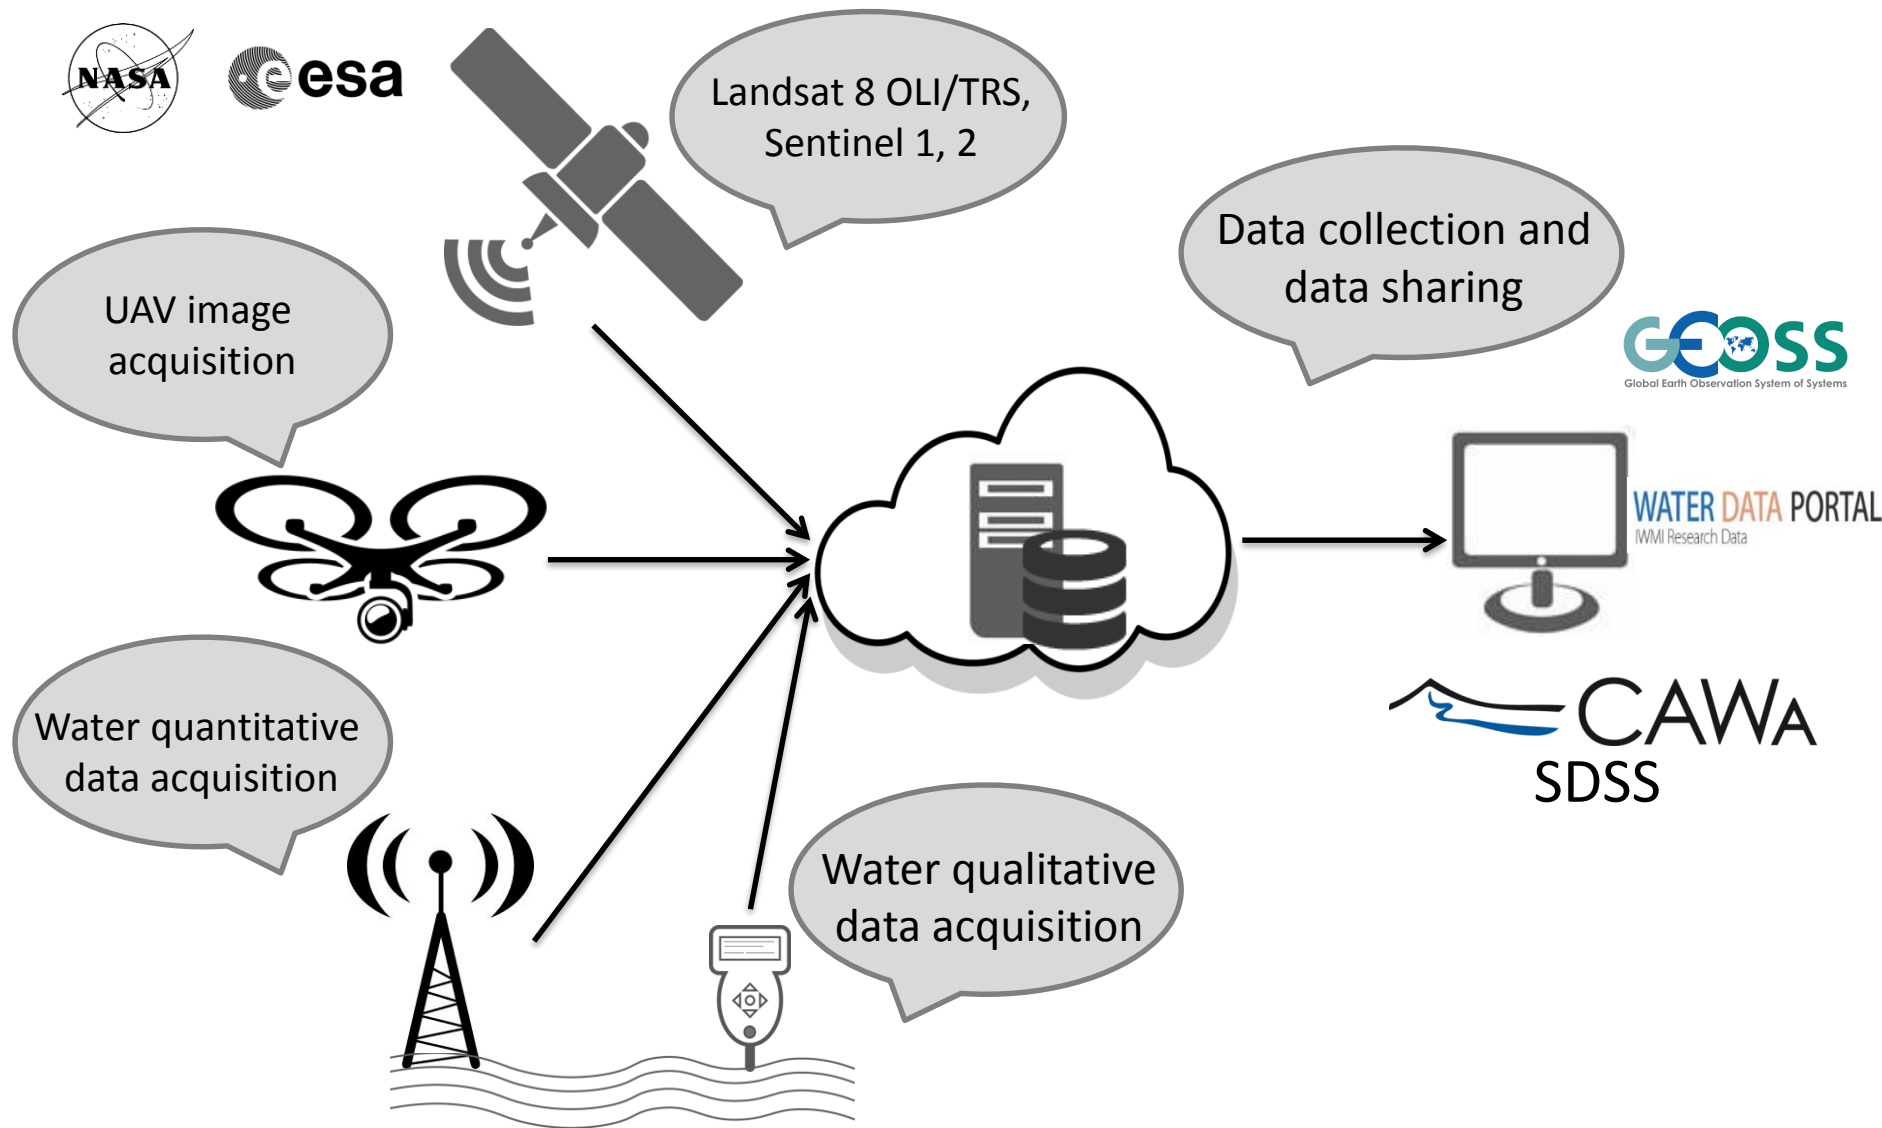 NASA
esa
Landsat 8 OLI/TRS,
Sentinel 1, 2
Data collection and
data sharing
UAV image
acquisition
GEOSS
Global Earth Observation System of Systems
WATER DATA PORTAL
IWMI Research Data
Water quantitative
data acquisition
CAWA
SDSS
Water qualitative
data acquisition